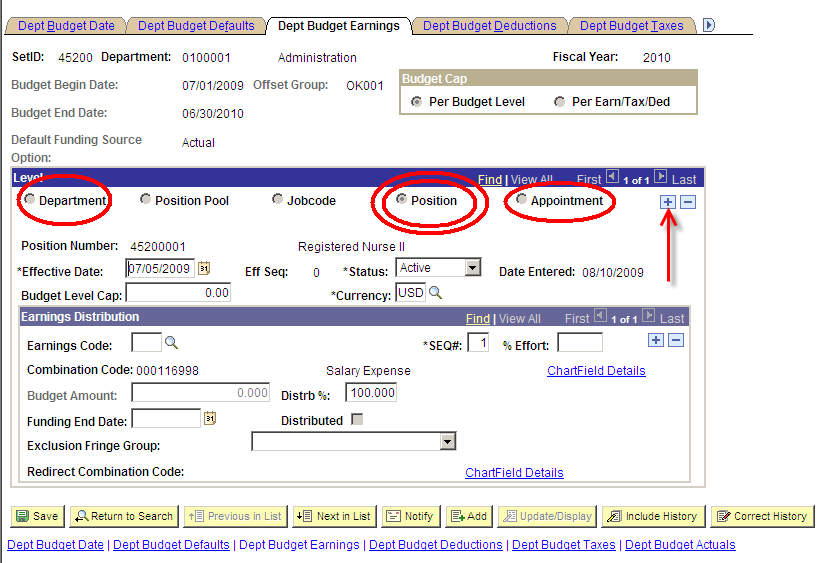 Dept Budget Date Dept Budget Defaults Dept Budget Earnings Dept Budget Deductions Dept Budget Taxes
SetID: 45200 Department: 0100001 Administration Fiscal Year: 2010
Budget Begin Date: 07/01/2009 Offset Group: OK001
Budget Cap
Per Budget Level Per Earn/Tax/Ded
Budget End Date: 06/30/2010
Default Funding Source Option: Actual
Level Find | View All First 1 of 1 Last
Department Position Pool Jobcode Position Appointment
Position Number: 45200001 Registered Nurse II
*Effective Date: 07/05/2009 31 Eff Seq: 0 *Status: Active Date Entered: 08/10/2009
Budget Level Cap: 0.00 *Currency: USD
Earnings Distribution Find | View All First 1 of 1 Last
Earnings Code: *SEQ#: 1 % Effort:
Combination Code: 000116998 Salary Expense ChartField Details
Budget Amount: 0.000 Distrb %: 100.000
Funding End Date: 31 Distributed
Exclusion Fringe Group:
Redirect Combination Code: ChartField Details
Save Return to Search Previous in List Next in List Notify Add Update/Display Include History Correct History
Dept Budget Date | Dept Budget Defaults | Dept Budget Earnings | Dept Budget Deductions | Dept Budget Taxes | Dept Budget Actuals